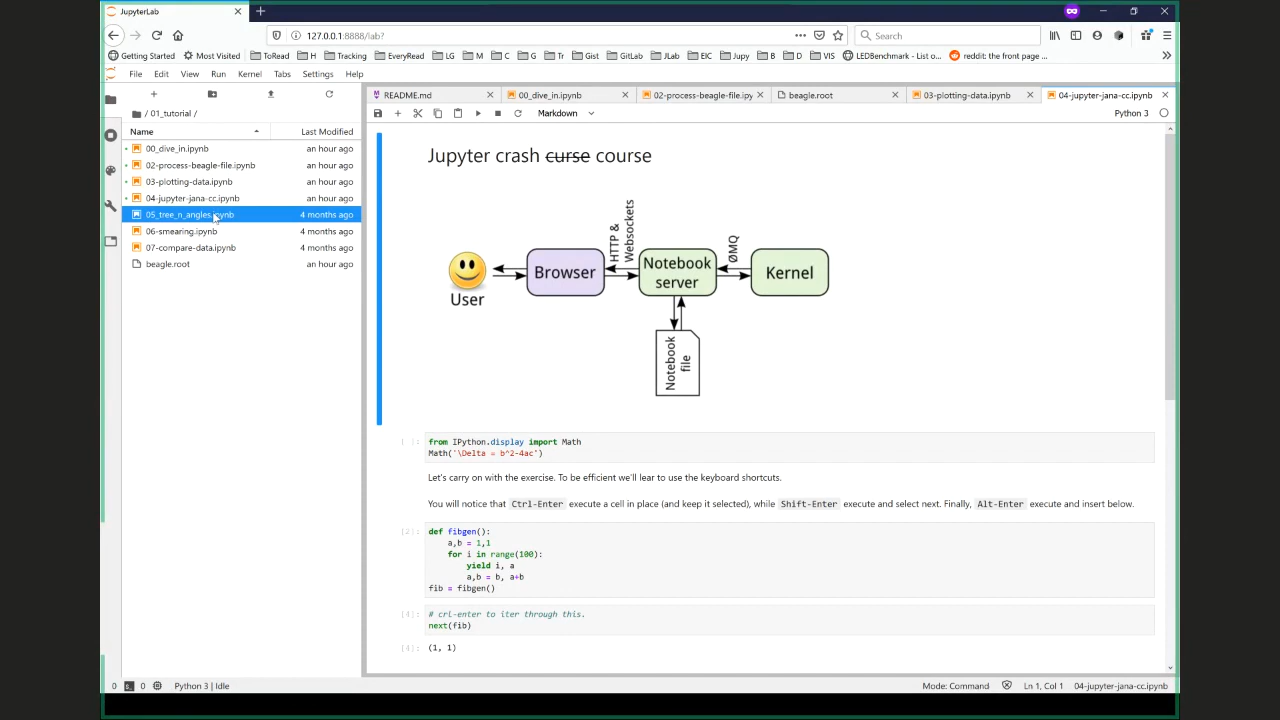 JupyterLab
127.0.0.1:8888/lab?
Search
Getting Started Most Visited ToRead H Tracking EveryRead LG M C G Tr Gist GitLab JLab EIC Jupy B D VIS LEDBenchmark - List o... reddit: the front page ...
File Edit View Run Kernel Tabs Settings Help
/ 01_tutorial /
Name Last Modified
00_dive_in.ipynb an hour ago
02-process-beagle-file.ipynb an hour ago
03-plotting-data.ipynb an hour ago
04-jupyter-jana-cc.ipynb an hour ago
05_tree_n_angles.ipynb 4 months ago
06-smearing.ipynb 4 months ago
07-compare-data.ipynb 4 months ago
beagle.root an hour ago
README.md 00_dive_in.ipynb 02-process-beagle-file.ipy beagle.root 03-plotting-data.ipynb 04-jupyter-jana-cc.ipynb
Markdown Python 3
Jupyter crash curse course
User
Browser
HTTP &
Websockets
Notebook
server
ØMQ
Kernel
Notebook
file
[ ]: from IPython.display import Math
Math('\Delta = b^2-4ac')
Let's carry on with the exercise. To be efficient we'll lear to use the keyboard shortcuts.
You will notice that Ctrl-Enter execute a cell in place (and keep it selected), while Shift-Enter execute and select next. Finally, Alt-Enter execute and insert below.
[2]: def fibgen():
a,b = 1,1
for i in range(100):
yield i, a
a,b = b, a+b
fib = fibgen()
[4]: # crl-enter to iter through this.
next(fib)
[4]: (1, 1)
0 0 Python 3 | Idle Mode: Command Ln 1, Col 1 04-jupyter-jana-cc.ipynb